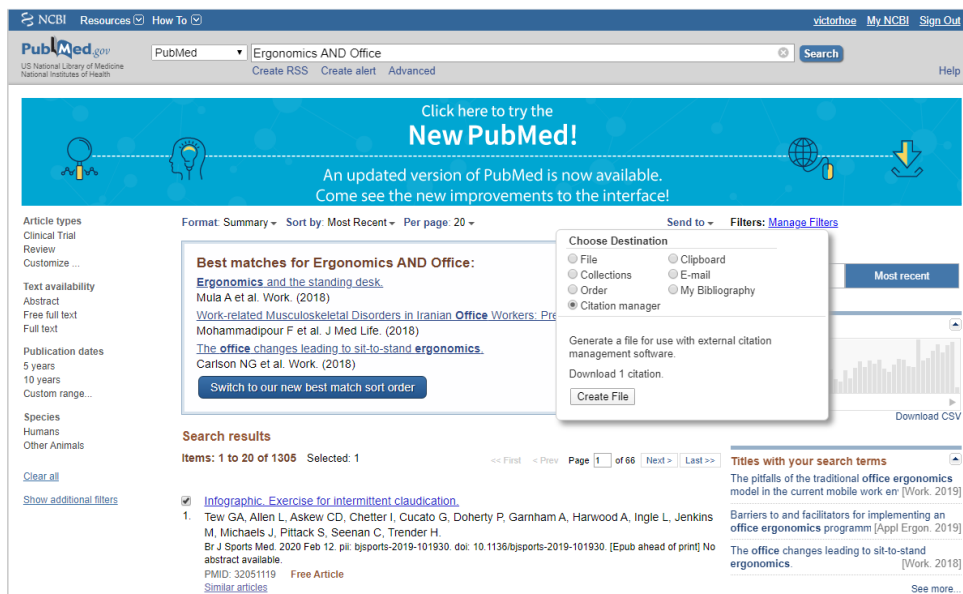 NCBI Resources How To victorhoe My NCBI Sign Out
PubMed.gov
US National Library of Medicine
National Institutes of Health
PubMed Ergonomics AND Office Search
Create RSS Create alert Advanced Help
Click here to try the
New PubMed!
An updated version of PubMed is now available.
Come see the new improvements to the interface!
Article types
Clinical Trial
Review
Customize ...
Text availability
Abstract
Free full text
Full text
Publication dates
5 years
10 years
Custom range...
Species
Humans
Other Animals
Clear all
Show additional filters
Format: Summary Sort by: Most Recent Per page: 20 Send to Filters: Manage Filters
Best matches for Ergonomics AND Office:
Ergonomics and the standing desk.
Mula A et al. Work. (2018)
Work-related Musculoskeletal Disorders in Iranian Office Workers: Pre
Mohammadipour F et al. J Med Life. (2018)
The office changes leading to sit-to-stand ergonomics.
Carlson NG et al. Work. (2018)
Switch to our new best match sort order
Choose Destination
File Clipboard
Collections E-mail
Order My Bibliography
Citation manager
Generate a file for use with external citation
management software.
Download 1 citation.
Create File
Most recent
Download CSV
Search results
Items: 1 to 20 of 1305 Selected: 1 << First < Prev Page 1 of 66 Next > Last >>
Infographic. Exercise for intermittent claudication.
1. Tew GA, Allen L, Askew CD, Chetter I, Cucato G, Doherty P, Garnham A, Harwood A, Ingle L, Jenkins
M, Michaels J, Pittack S, Seenan C, Trender H.
Br J Sports Med. 2020 Feb 12. pii: bjsports-2019-101930. doi: 10.1136/bjsports-2019-101930. [Epub ahead of print] No
abstract available.
PMID: 32051119 Free Article
Similar articles
Titles with your search terms
The pitfalls of the traditional office ergonomics
model in the current mobile work en [Work. 2019]
Barriers to and facilitators for implementing an
office ergonomics programm [Appl Ergon. 2019]
The office changes leading to sit-to-stand
ergonomics. [Work. 2018]
See more...